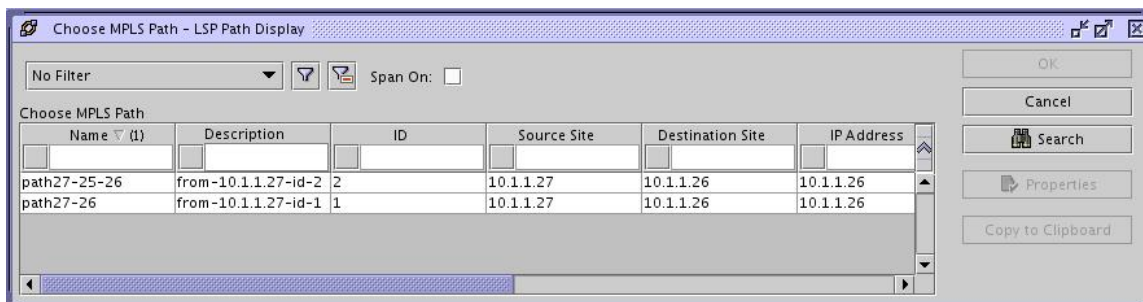 Choose MPLS Path - LSP Path Display
No Filter Span On:
OK
Cancel
Search
Properties
Copy to Clipboard
Choose MPLS Path
Name (1) Description ID Source Site Destination Site IP Address
path27-25-26 from-10.1.1.27-id-2 2 10.1.1.27 10.1.1.26 10.1.1.26
path27-26 from-10.1.1.27-id-1 1 10.1.1.27 10.1.1.26 10.1.1.26